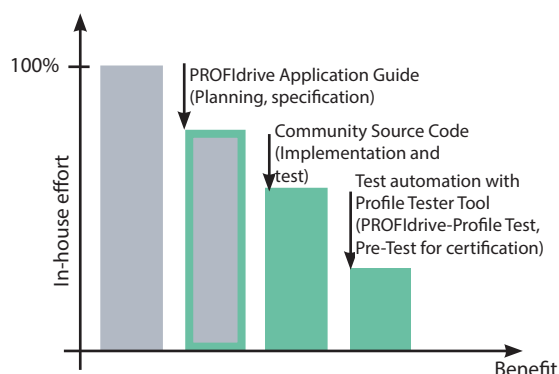 100%
PROFIdrive Application Guide
(Planning, specification)
Community Source Code
(Implementation and
test)
Test automation with
Profile Tester Tool
(PROFIdrive-Profile Test,
Pre-Test for certification)
In-house effort
Benefit